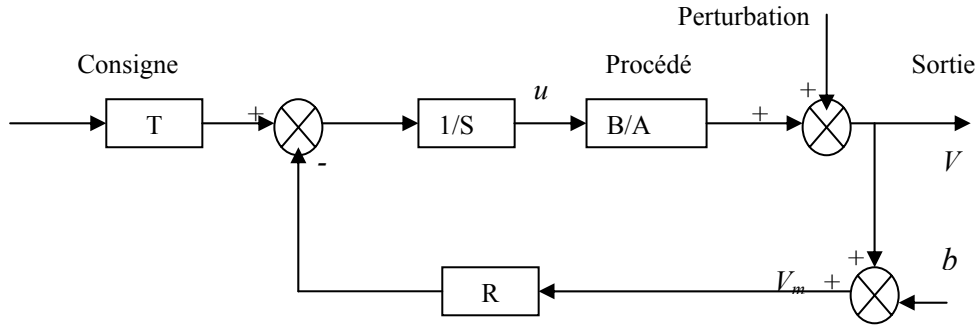 Perturbation
Consigne
Procédé
Sortie
u
+
+
+
T
1/S
B/A
-
V
+
b
R
Vₘ +